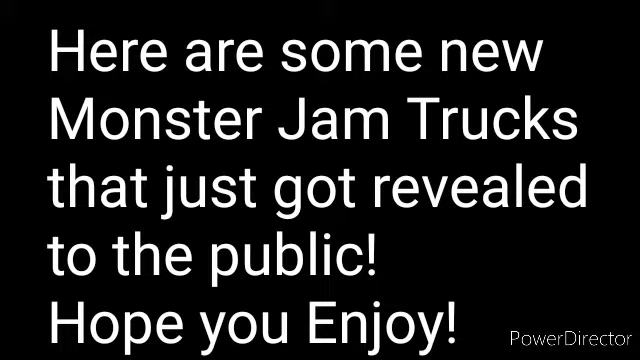 Here are some new
Monster Jam Trucks
that just got revealed
to the public!
Hope you Enjoy!
PowerDirector